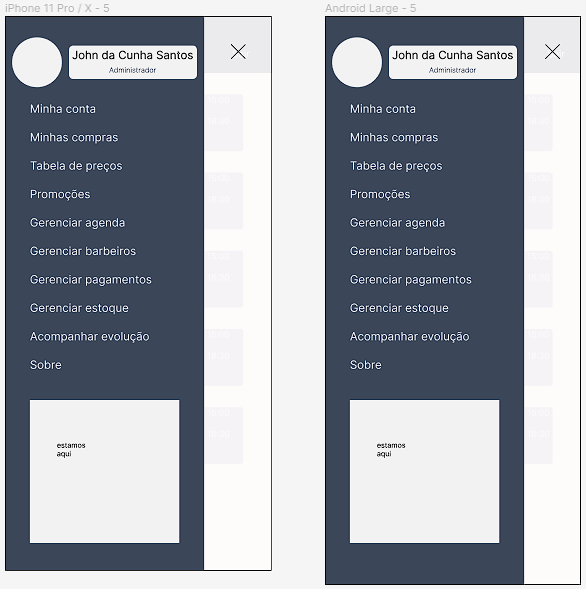 iPhone 11 Pro / X - 5
John da Cunha Santos
Administrador
Minha conta
Minhas compras
Tabela de preços
Promoções
Gerenciar agenda
Gerenciar barbeiros
Gerenciar pagamentos
Gerenciar estoque
Acompanhar evolução
Sobre
estamos
aqui
Android Large - 5
John da Cunha Santos
Administrador
Minha conta
Minhas compras
Tabela de preços
Promoções
Gerenciar agenda
Gerenciar barbeiros
Gerenciar pagamentos
Gerenciar estoque
Acompanhar evolução
Sobre
estamos
aqui